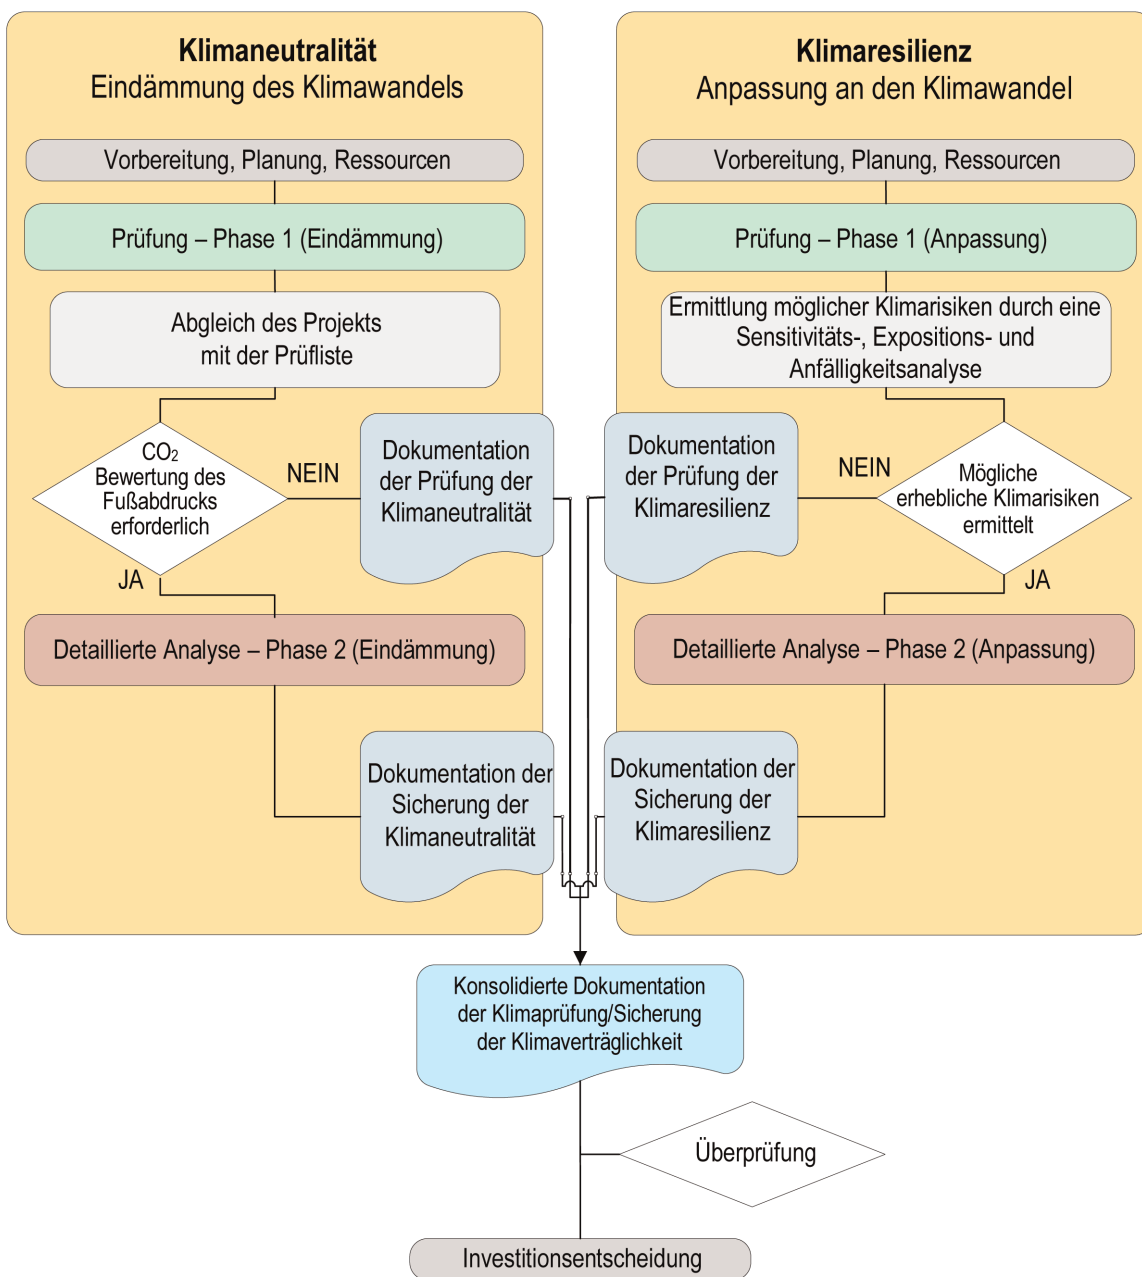 Klimaneutralität
Eindämmung des Klimawandels
Vorbereitung, Planung, Ressourcen
Prüfung – Phase 1 (Eindämmung)
Abgleich des Projekts
mit der Prüfliste
CO₂
Bewertung des
Fußabdrucks
erforderlich
NEIN
Dokumentation
der Prüfung der
Klimaneutralität
JA
Detaillierte Analyse – Phase 2 (Eindämmung)
Dokumentation der
Sicherung der
Klimaneutralität
Klimaresilienz
Anpassung an den Klimawandel
Vorbereitung, Planung, Ressourcen
Prüfung – Phase 1 (Anpassung)
Ermittlung möglicher Klimarisiken durch eine
Sensitivitäts-, Expositions- und
Anfälligkeitsanalyse
Dokumentation
der Prüfung der
Klimaresilienz
NEIN
Mögliche
erhebliche Klimarisiken
ermittelt
JA
Detaillierte Analyse – Phase 2 (Anpassung)
Dokumentation der
Sicherung der
Klimaresilienz
Konsolidierte Dokumentation
der Klimaprüfung/Sicherung
der Klimaverträglichkeit
Überprüfung
Investitionsentscheidung